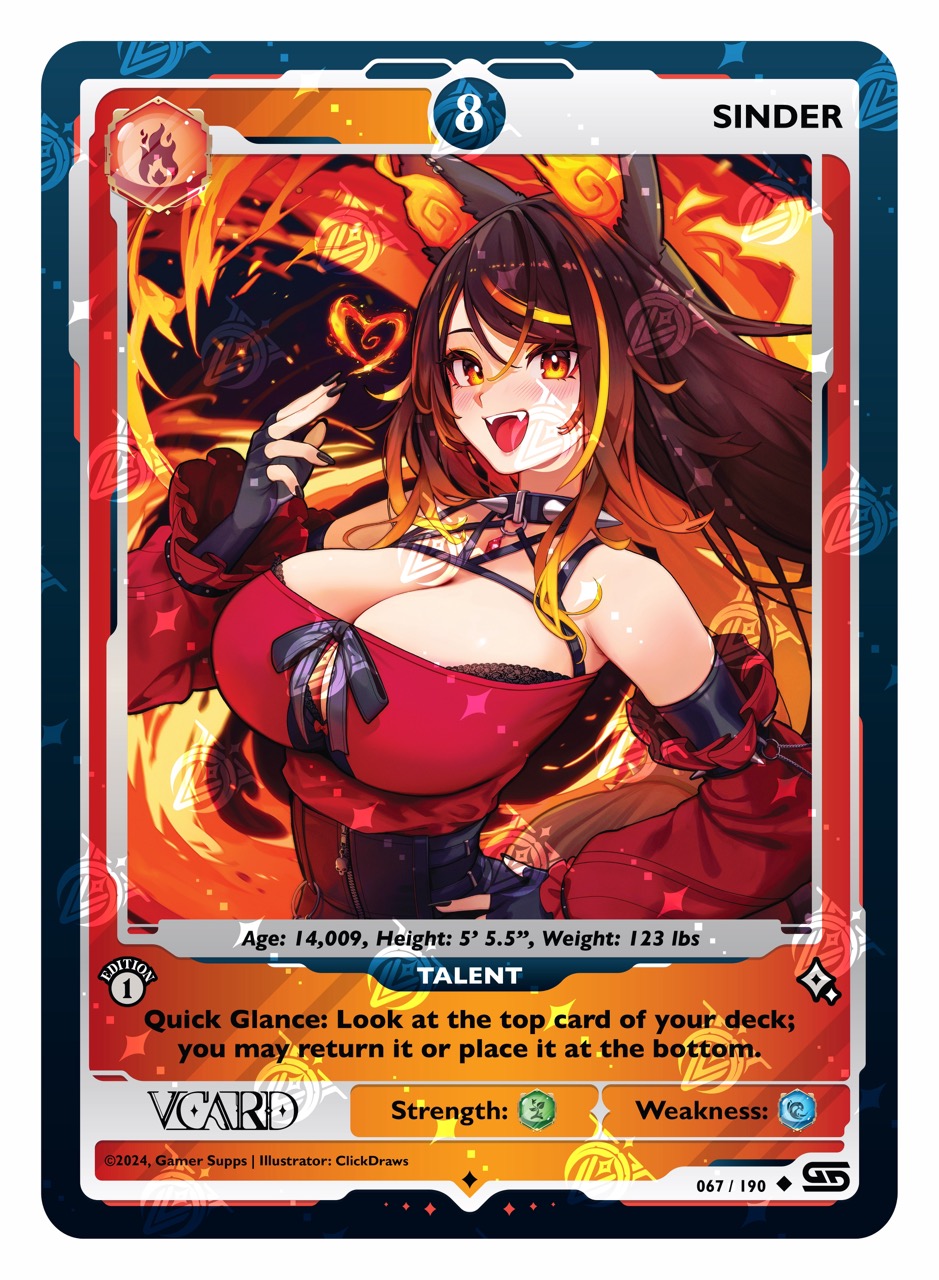 8
SINDER
Age: 14,009, Height: 5’ 5.5”, Weight: 123 lbs
EDITION
1
TALENT
Quick Glance: Look at the top card of your deck;
you may return it or place it at the bottom.
VCARD
Strength:
Weakness:
©2024, Gamer Supps | Illustrator: ClickDraws
067 / 190
GS